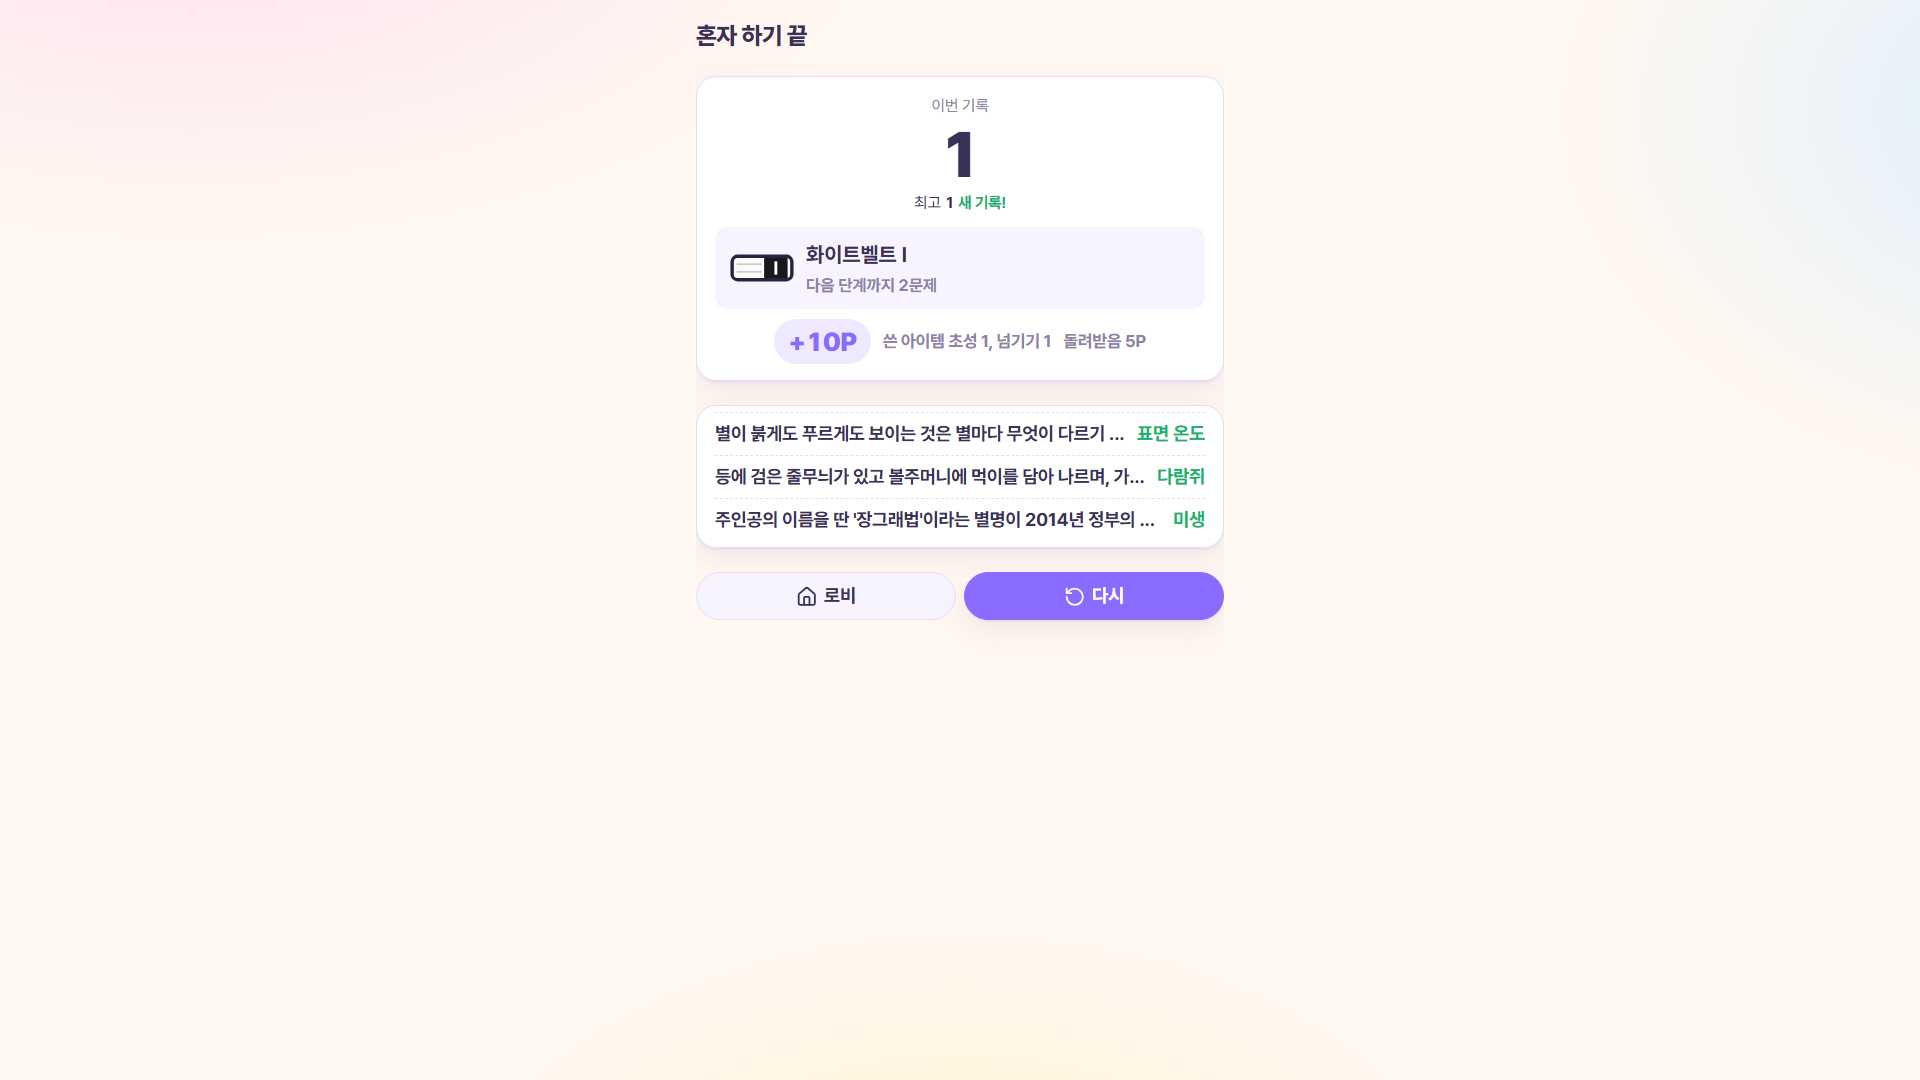 혼자 하기 끝
이번 기록
1
최고 1 새 기록!
화이트벨트 I
다음 단계까지 2문제
+10P 쓴 아이템 초성 1, 넘기기 1 돌려받음 5P
별이 붉게도 푸르게도 보이는 것은 별마다 무엇이 다르기 ... 표면 온도
등에 검은 줄무늬가 있고 볼주머니에 먹이를 담아 나르며, 가... 다람쥐
주인공의 이름을 딴 '장그래법'이라는 별명이 2014년 정부의 ... 미생
로비
다시